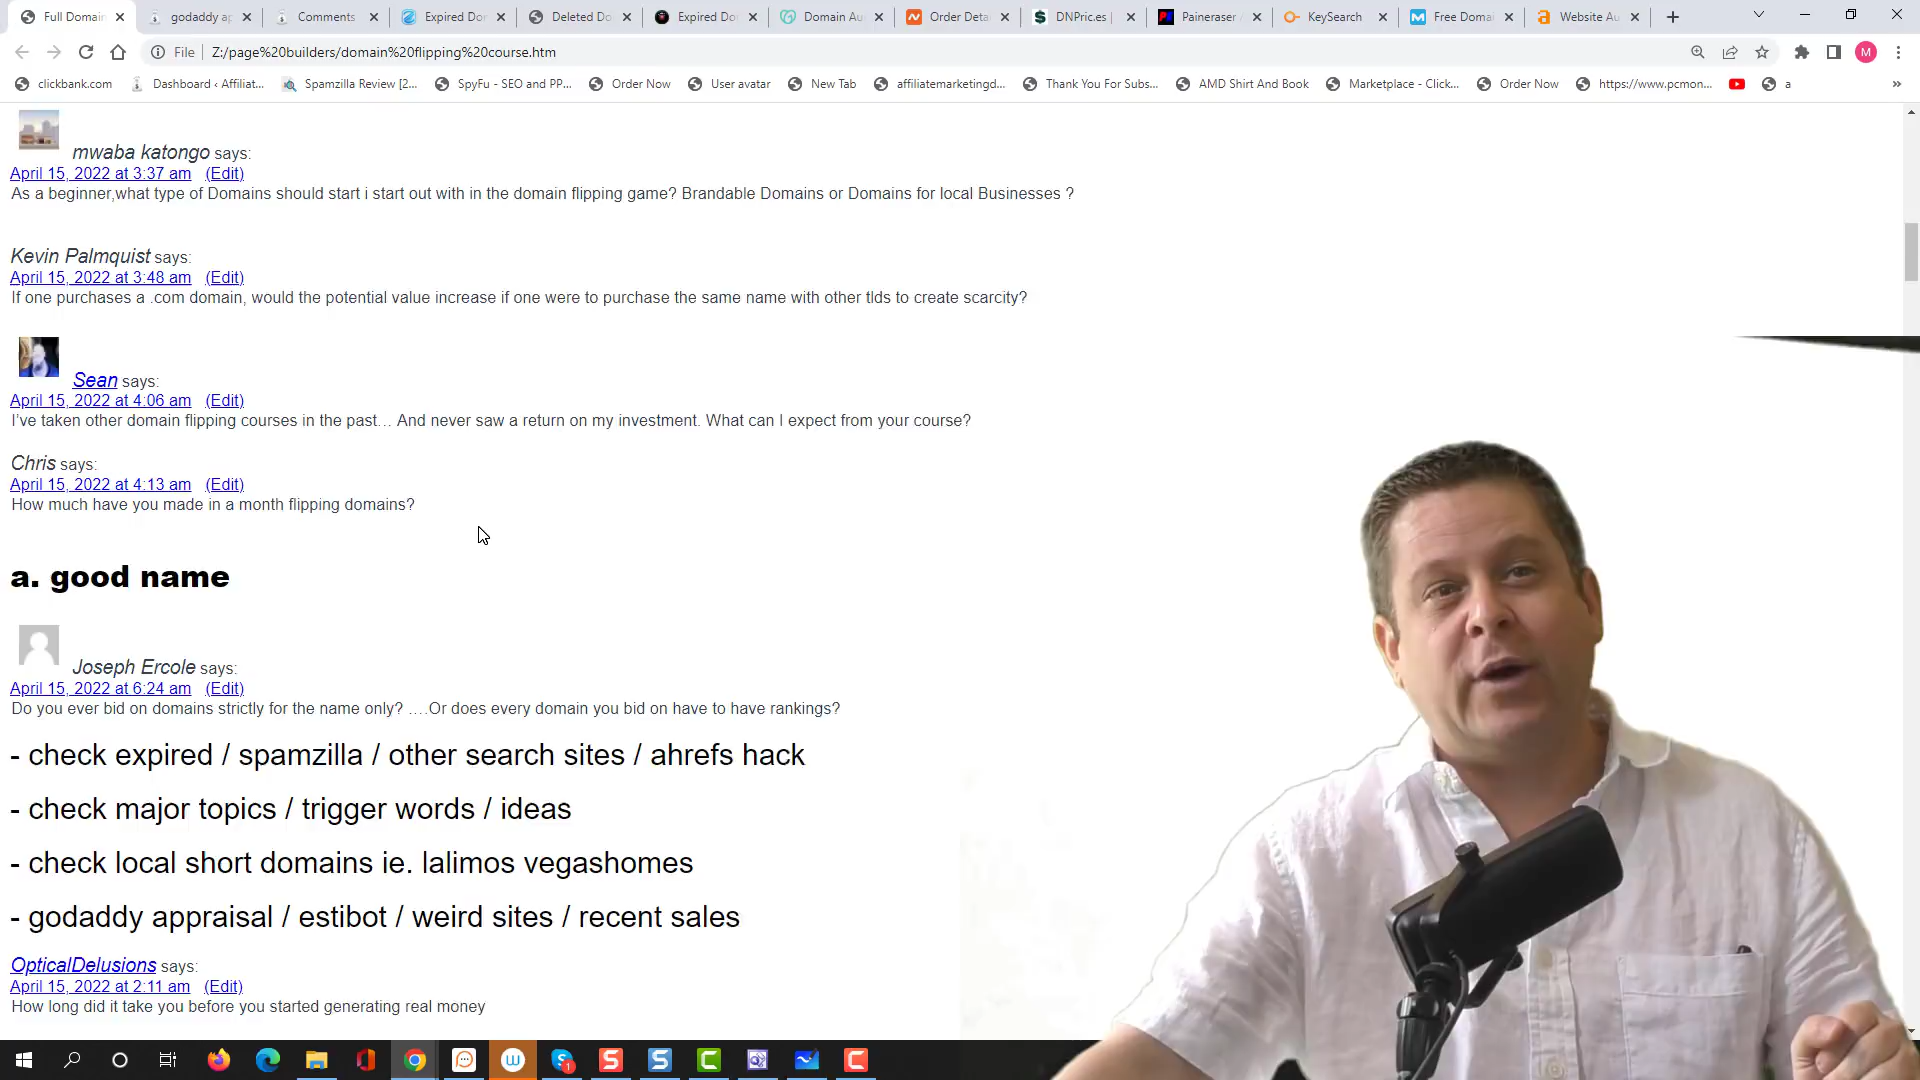 Full Domain
godaddy ap
Comments
Expired Dor
Deleted Do
Expired Dom
Domain Au
Order Deta
DNPric.es |
Paineraser
KeySearch
Free Domai
Website Au
File
Z:/page%20builders/domain%20flipping%20course.htm
M
clickbank.com
Dashboard ‹ Affiliat...
Spamzilla Review [2...
SpyFu - SEO and PP...
Order Now
User avatar
New Tab
affiliatemarketingd...
Thank You For Subs...
AMD Shirt And Book
Marketplace - Click...
Order Now
https://www.pcmon...
a
»
mwaba katongo says:
April 15, 2022 at 3:37 am (Edit)
As a beginner,what type of Domains should start i start out with in the domain flipping game? Brandable Domains or Domains for local Businesses ?
Kevin Palmquist says:
April 15, 2022 at 3:48 am (Edit)
If one purchases a .com domain, would the potential value increase if one were to purchase the same name with other tlds to create scarcity?
Sean says:
April 15, 2022 at 4:06 am (Edit)
I've taken other domain flipping courses in the past… And never saw a return on my investment. What can I expect from your course?
Chris says:
April 15, 2022 at 4:13 am (Edit)
How much have you made in a month flipping domains?
a. good name
Joseph Ercole says:
April 15, 2022 at 6:24 am (Edit)
Do you ever bid on domains strictly for the name only? ….Or does every domain you bid on have to have rankings?
- check expired / spamzilla / other search sites / ahrefs hack
- check major topics / trigger words / ideas
- check local short domains ie. lalimos vegashomes
- godaddy appraisal / estibot / weird sites / recent sales
OpticalDelusions says:
April 15, 2022 at 2:11 am (Edit)
How long did it take you before you started generating real money